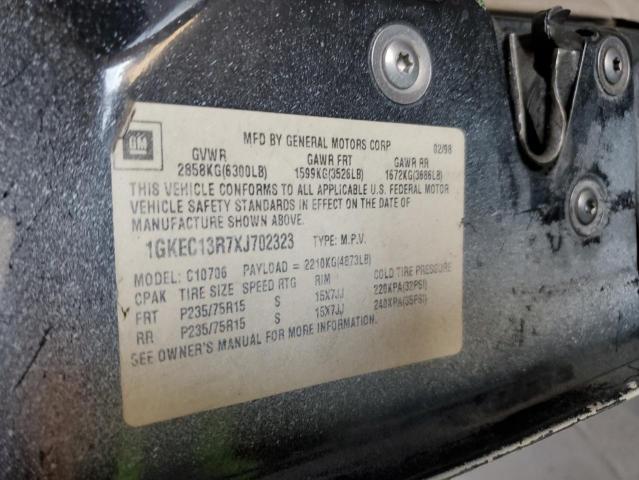 GM
MFD BY GENERAL MOTORS CORP 02/98
GVWR GAWR FRT GAWR RR
2858KG(6300LB) 1599KG(3526LB) 1672KG(3686LB)
THIS VEHICLE CONFORMS TO ALL APPLICABLE U.S. FEDERAL MOTOR
VEHICLE SAFETY STANDARDS IN EFFECT ON THE DATE OF
MANUFACTURE SHOWN ABOVE.
1GKEC13R7XJ702323 TYPE: M.P.V.
MODEL: C10706 PAYLOAD = 2210KG(4873LB)
CPAK TIRE SIZE SPEED RTG RIM COLD TIRE PRESSURE
FRT P235/75R15 S 15X7JJ 220KPA(32PSI)
RR P235/75R15 S 15X7JJ 240KPA(35PSI)
SEE OWNER'S MANUAL FOR MORE INFORMATION.